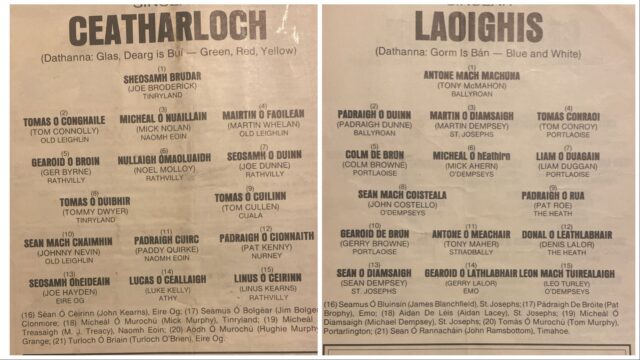 CEATHARLOCH
(Dathanna: Glas, Dearg is Bui — Green, Red, Yellow)
(1)
SHEOSAMH BRUDAR
(JOE BRODERICK)
TINRYLAND
(2) (3) (4)
TOMAS O CONGHAILE MICHEAL O NUAILLAIN MAIRTIN O FAOILEAN
(TOM CONNOLLY) (MICK NOLAN) (MARTIN WHELAN)
OLD LEIGHLIN NAOMH EOIN OLD LEIGHLIN
(5) (6) (7)
GEAROID O BROIN NULLAIGH OMAOLUAIDH SEOSAMH O DUINN
(GER BYRNE) (NOEL MOLLOY) (JOE DUNNE)
RATHVILLY RATHVILLY RATHVILLY
(8) (9)
TOMAS O DUIBHIR TOMAS O CUILINN
(TOMMY DWYER) (TOM CULLEN)
TINRYLAND CUALA
(10) (11) (12)
SEAN MACH CNAIMHIN PADRAIG CUIRC PADRAIG O CIONNAITH
(JOHNNY NEVIN) (PADDY QUIRKE) (PAT KENNY)
OLD LEIGHLIN NAOMH EOIN NURNEY
(13) (14) (15)
SEOSAMH OhEIDEAIN LUCAS O CEALLAIGH LINUS O CEIRINN
(JOE HAYDEN) (LUKE KELLY) (LINUS KEARNS)
EIRE OG ATHY RATHVILLY
(16) Séan Ó Ceirinn (John Kearns), Eire Og; (17) Seamus Ó Bolgéar (Jim Bolger
Clonmore; (18) Micheál Ó Murochú (Mick Murphy), Tinryland; (19) Micheál
Treasaigh (M. J. Treacy), Naomh Eoin; (20) Aodh Ó Murochú (Hughie Murphy
Grange; (21) Turloch Ó Briain (Turloch O'Brien), Eire Og.
LAOIGHIS
(Dathanna: Gorm Is Bán — Blue and White)
(1)
ANTONE MACH MACHUNA
(TONY McMAHON)
BALLYROAN
(2) (3) (4)
PADRAIGH O DUINN MARTIN O DIAMSAIGH TOMAS CONRAOI
(PADRAIGH DUNNE) (MARTIN DEMPSEY) (TOM CONROY)
BALLYROAN ST. JOSEPHS PORTLAOISE
(5) (6) (7)
COLM DE BRUN MICHEAL O hEathirn LIAM O DUAGAIN
(COLM BROWNE) (MICK AHERN) (LIAM DUGGAN)
PORTLAOISE O'DEMPSEYS PORTLAOISE
(8) (9)
SEAN MACH COISTEALA PADRAIGH O RUA
(JOHN COSTELLO) (PAT ROE)
O'DEMPSEYS THE HEATH
(10) (11) (12)
GEAROID DE BRUN ANTONE O MEACHAIR DONAL O LEATHLABHAIR
(GERRY BROWNE) (TONY MAHER) (DENIS LALOR)
PORTLAOISE STRADBALLY THE HEATH
(13) (14) (15)
SEAN O DIAMSAIGH GEAROID O LATHLABHAIR LEON MACH TUIREALAIGH
(SEAN DEMPSEY) (GERRY LALOR) (LEO TURLEY)
ST. JOSEPHS EMO O'DEMPSEYS
(16) Seamus Ó Bluinsin (James Blanchfield), St. Josephs; (17) Pádraigh De Bróite (Pat
Brophy), Emo; (18) Aidan De Léis (Aidan Lacey), St. Josephs; (19) Micheál Ó
Diamsaigh (Michael Dempsey), St. Josephs; (20) Tomás Ó Murochú (Tom Murphy),
Portarlington; (21) Seán Ó Rannacháin (John Ramsbottom), Timahoe.